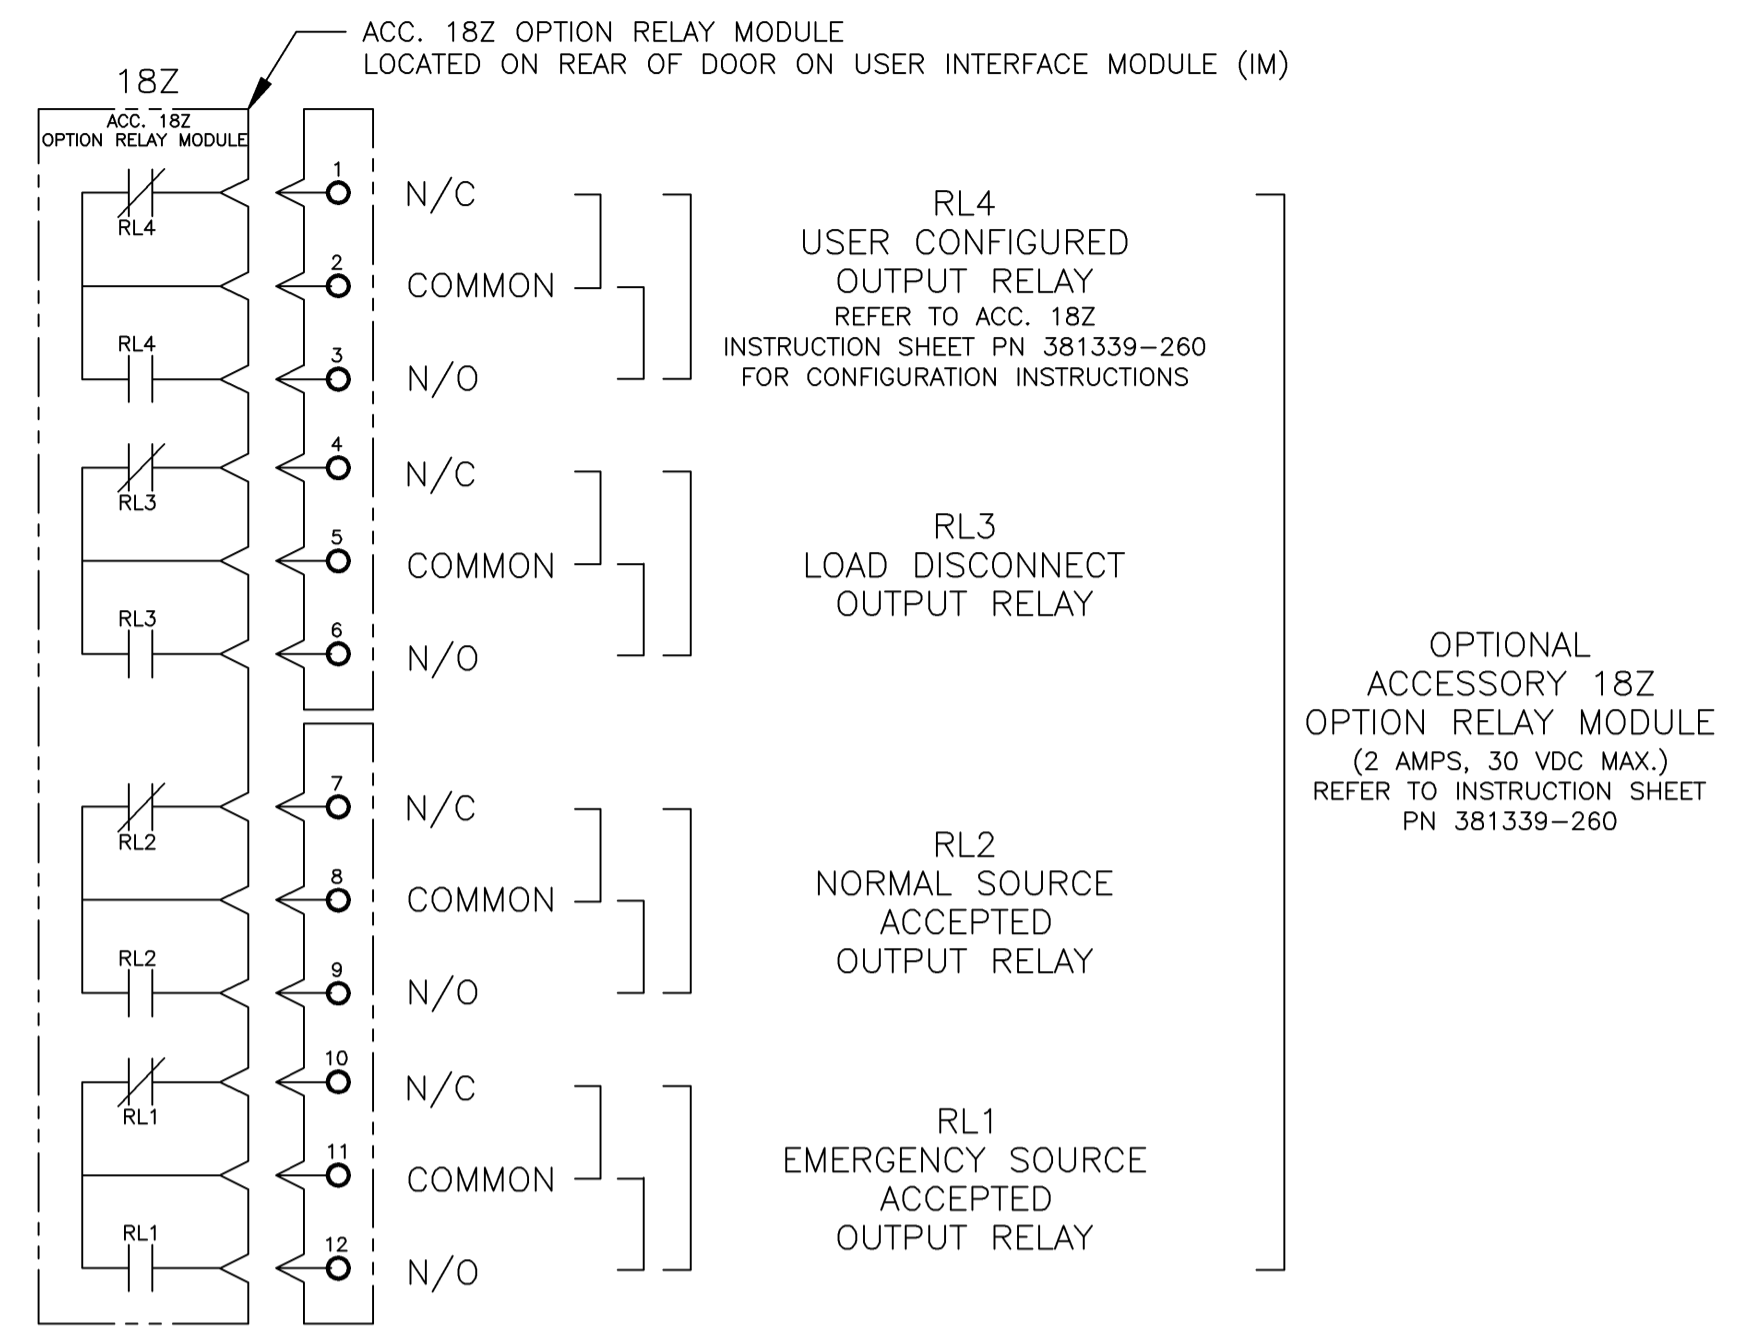 ACC. 18Z OPTION RELAY MODULE
LOCATED ON REAR OF DOOR ON USER INTERFACE MODULE (IM)
18Z
ACC. 18Z
OPTION RELAY MODULE
RL4
1
N/C
2
COMMON
RL4
3
N/O
RL4
USER CONFIGURED
OUTPUT RELAY
REFER TO ACC. 18Z
INSTRUCTION SHEET PN 381339-260
FOR CONFIGURATION INSTRUCTIONS
RL3
4
N/C
5
COMMON
RL3
6
N/O
RL3
LOAD DISCONNECT
OUTPUT RELAY
RL2
7
N/C
8
COMMON
RL2
9
N/O
RL2
NORMAL SOURCE
ACCEPTED
OUTPUT RELAY
RL1
10
N/C
11
COMMON
RL1
12
N/O
RL1
EMERGENCY SOURCE
ACCEPTED
OUTPUT RELAY
OPTIONAL
ACCESSORY 18Z
OPTION RELAY MODULE
(2 AMPS, 30 VDC MAX.)
REFER TO INSTRUCTION SHEET
PN 381339-260